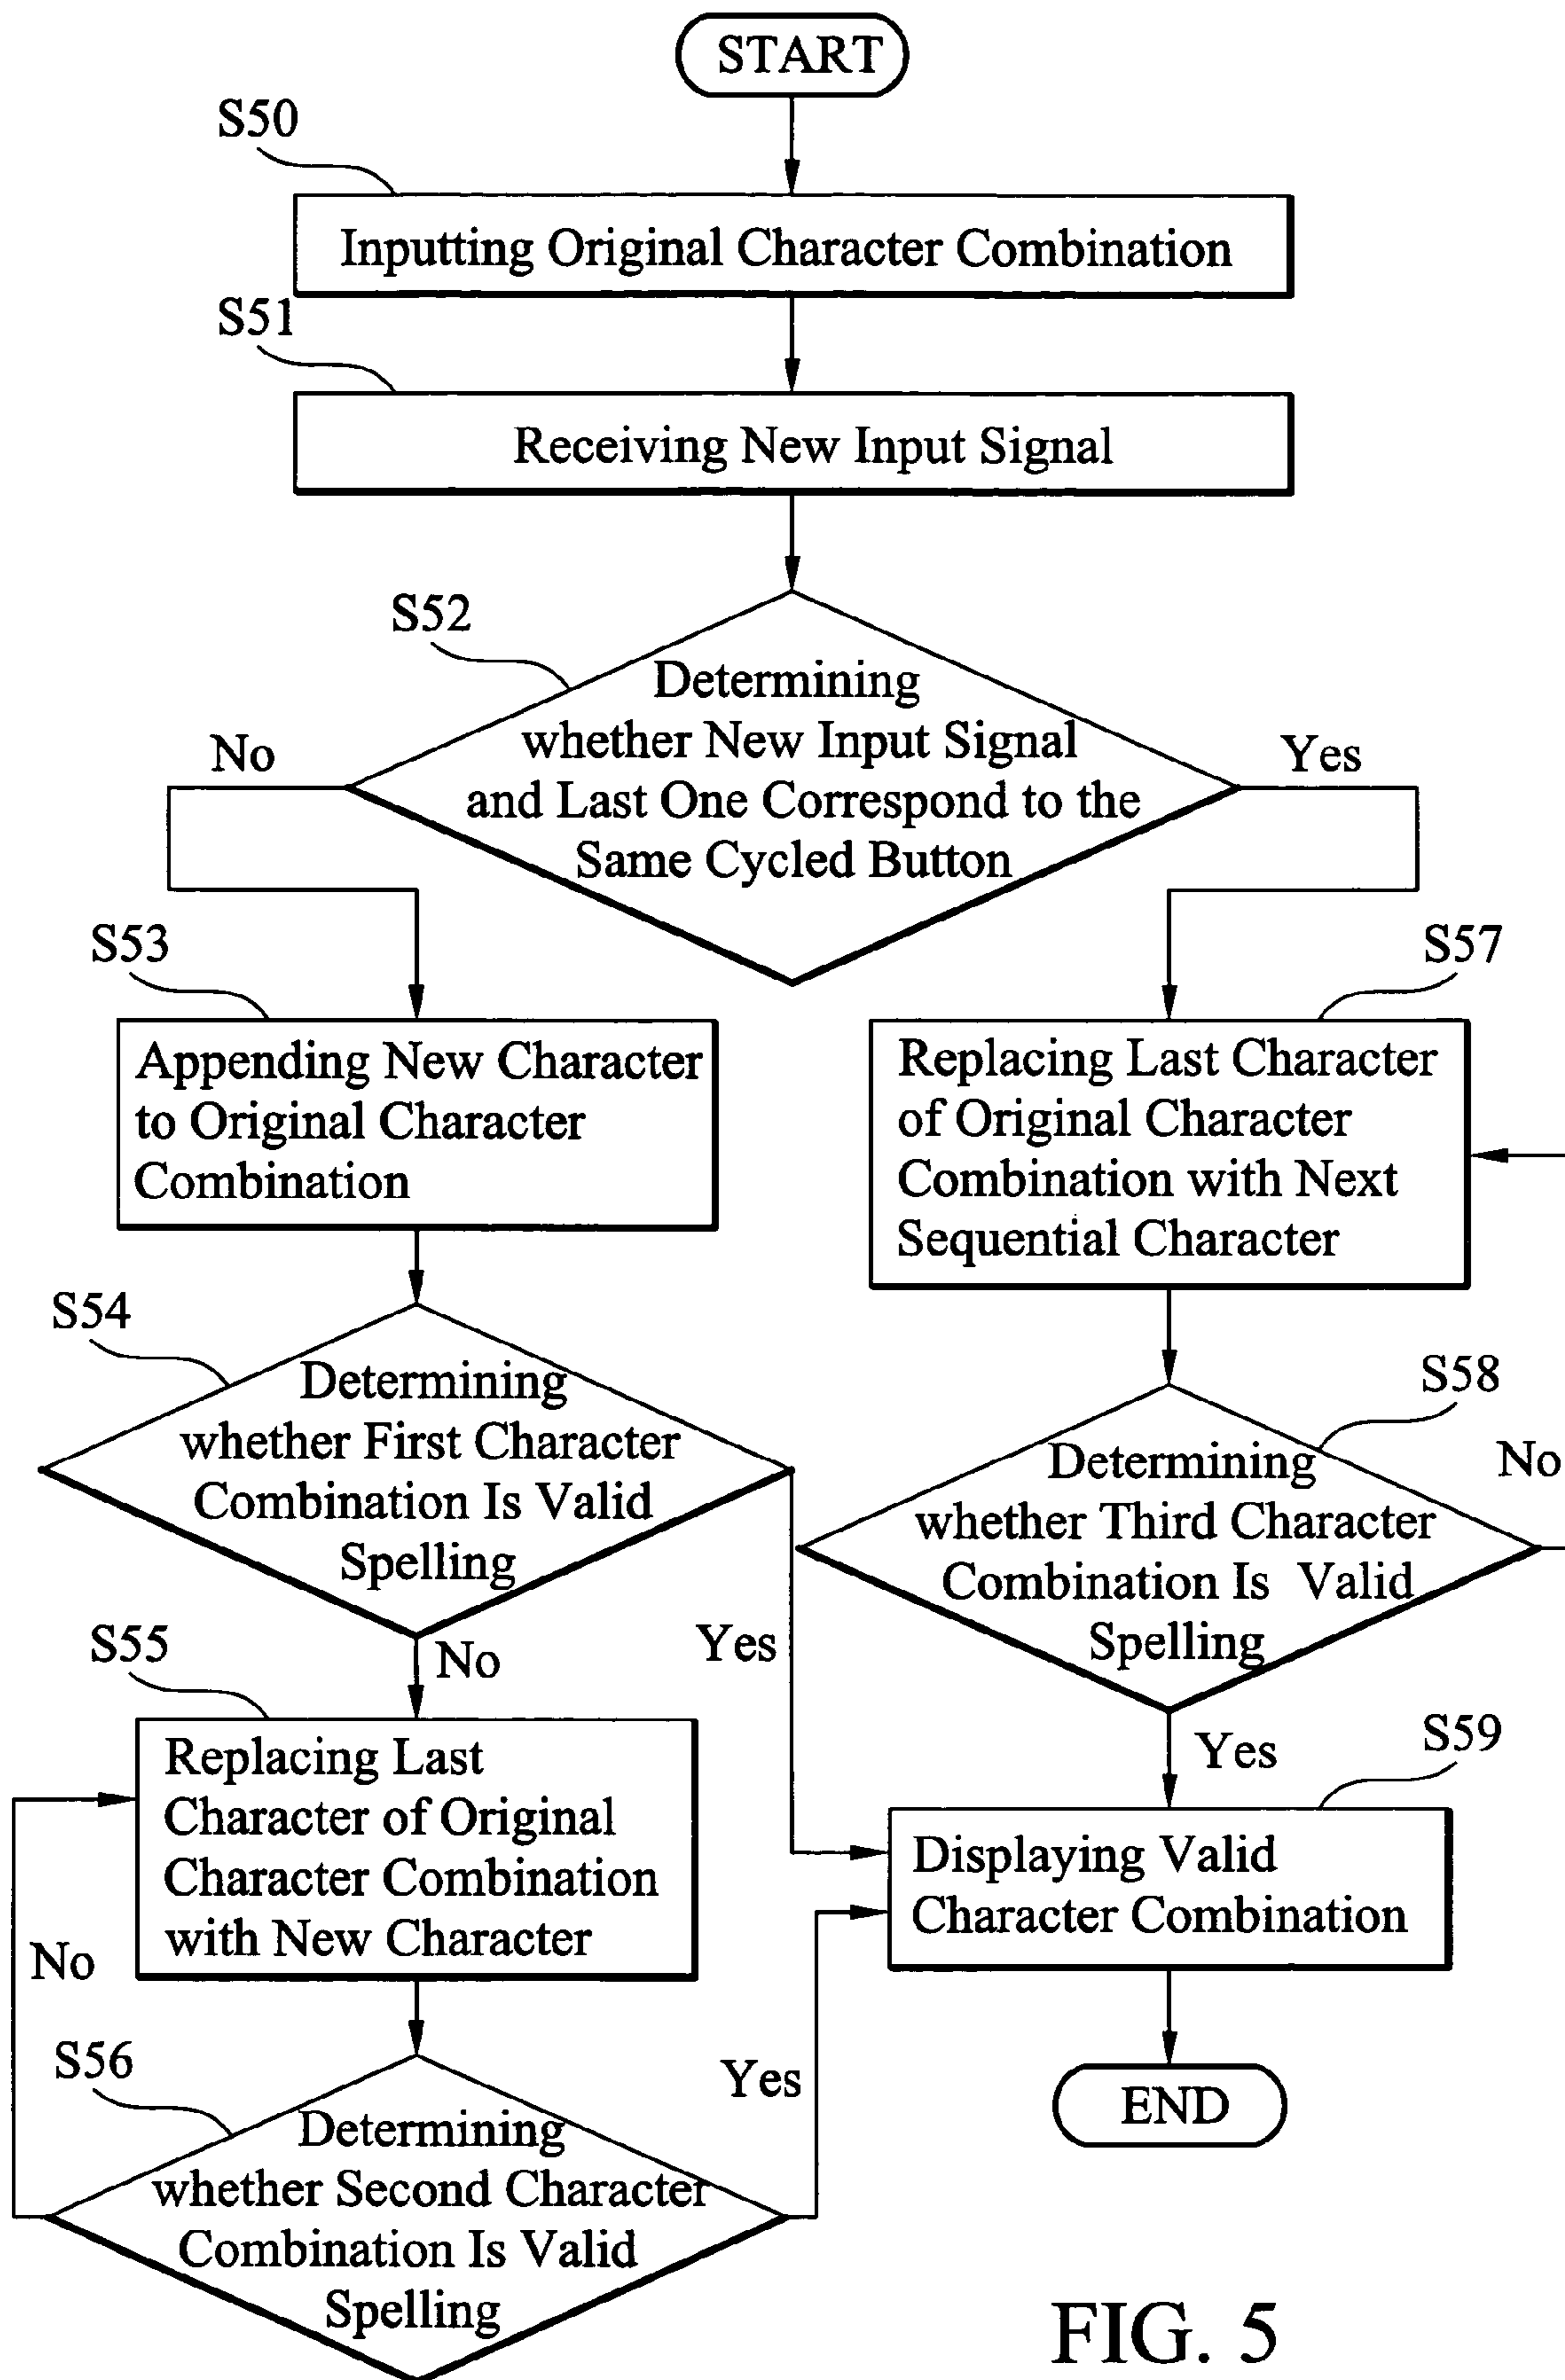 START
S50
Inputting Original Character Combination
S51
Receiving New Input Signal
S52
Determining
whether New Input Signal
and Last One Correspond to the
Same Cycled Button
No
Yes
S53
Appending New Character
to Original Character
Combination
S57
Replacing Last Character
of Original Character
Combination with Next
Sequential Character
S54
Determining
whether First Character
Combination Is Valid
Spelling
S58
Determining
whether Third Character
Combination Is Valid
Spelling
No
Yes
No
S55
Replacing Last
Character of Original
Character Combination
with New Character
Yes
S59
Displaying Valid
Character Combination
No
S56
Determining
whether Second Character
Combination Is Valid
Spelling
Yes
END
FIG. 5